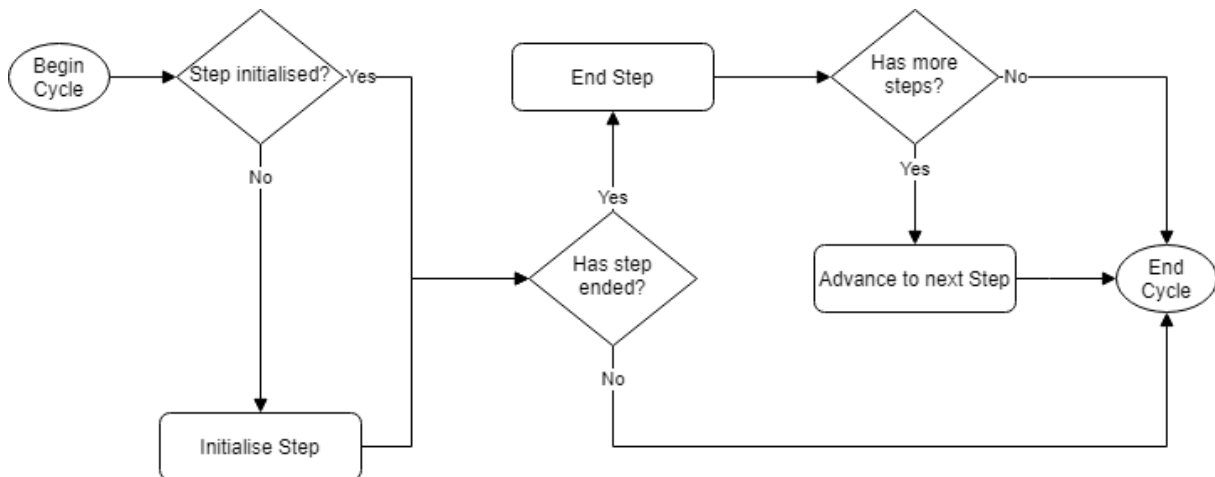 Begin
Cycle
Step initialised?
Yes
No
Initialise Step
Has step
ended?
Yes
No
End Step
Has more
steps?
No
Yes
Advance to next Step
End
Cycle